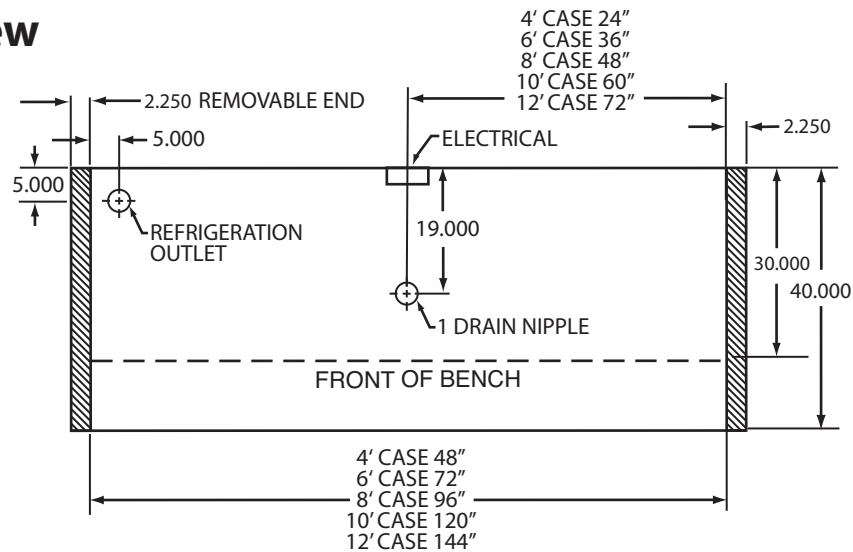 ew
4' CASE 24”
6' CASE 36”
8' CASE 48”
10' CASE 60”
12' CASE 72”
2.250 REMOVABLE END
5.000
ELECTRICAL
2.250
5.000
REFRIGERATION
OUTLET
19.000
30.000
40.000
1 DRAIN NIPPLE
FRONT OF BENCH
4' CASE 48”
6' CASE 72”
8' CASE 96”
10' CASE 120”
12' CASE 144”